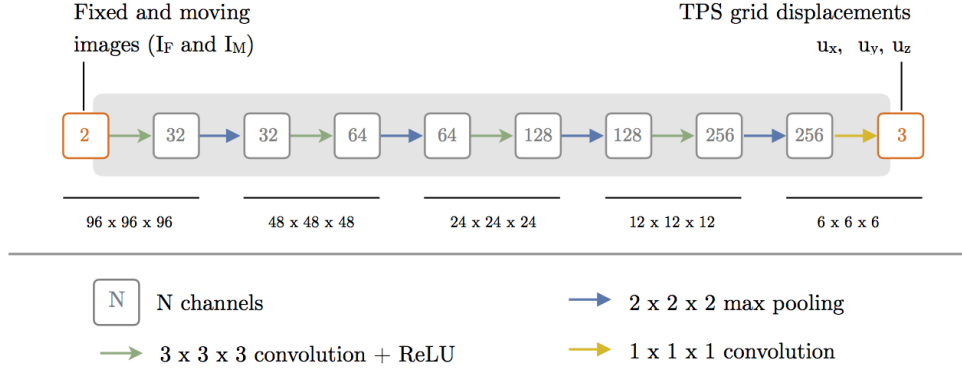 Fixed and moving
images (I_F and I_M)
TPS grid displacements
u_x, u_y, u_z
2 32 32 64 64 128 128 256 256 3
96 x 96 x 96 48 x 48 x 48 24 x 24 x 24 12 x 12 x 12 6 x 6 x 6
N N channels
2 x 2 x 2 max pooling
3 x 3 x 3 convolution + ReLU
1 x 1 x 1 convolution